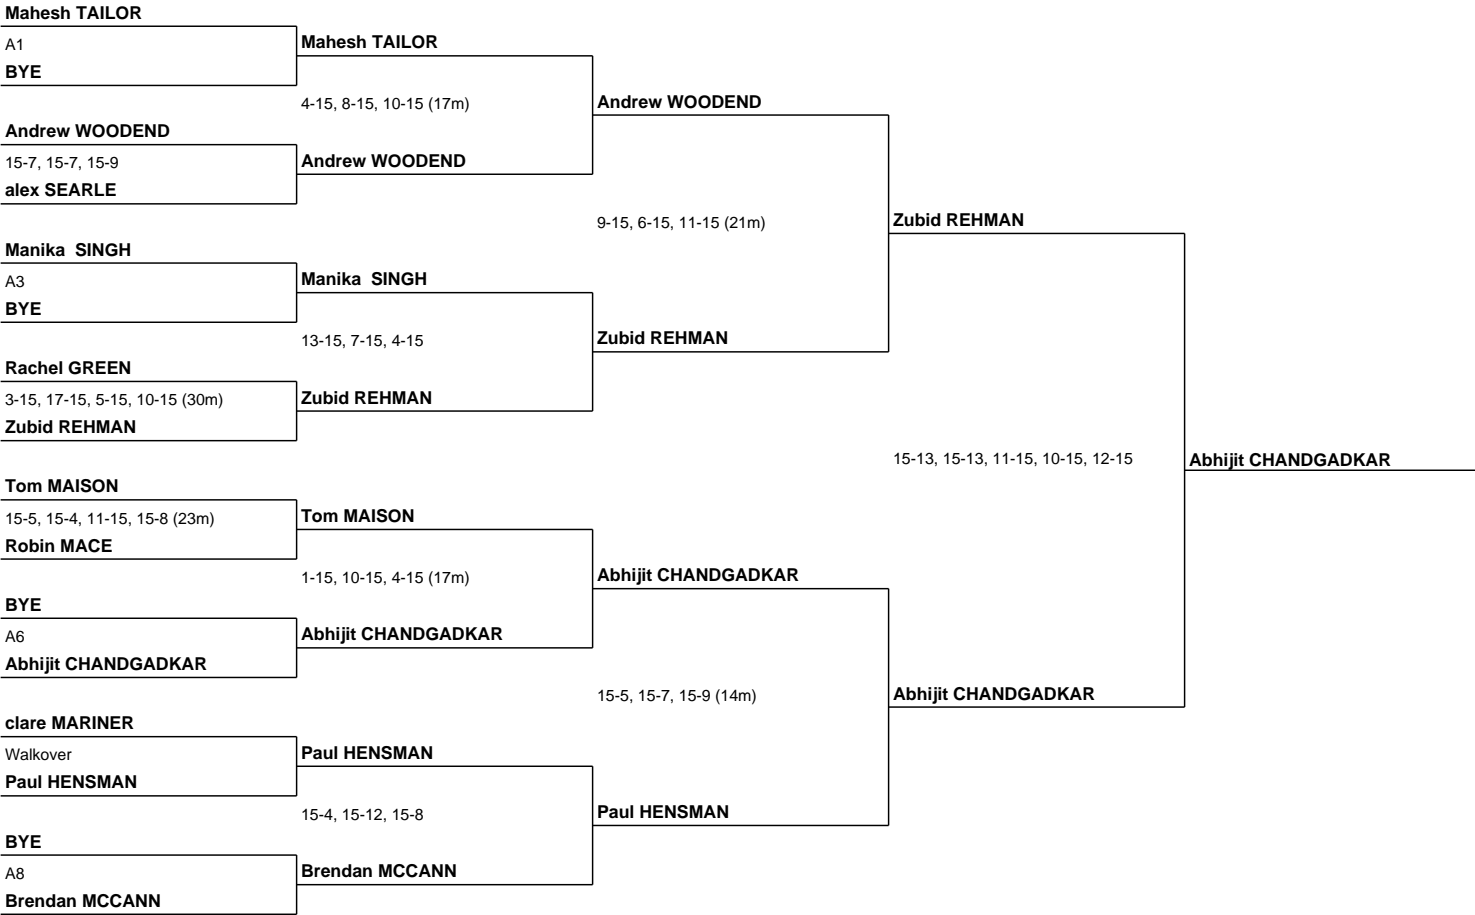 Mahesh TAILOR
A1
BYE
Andrew WOODEND
15-7, 15-7, 15-9
alex SEARLE
Manika  SINGH
A3
BYE
Rachel GREEN
3-15, 17-15, 5-15, 10-15 (30m)
Zubid REHMAN
Tom MAISON
15-5, 15-4, 11-15, 15-8 (23m)
Robin MACE
BYE
A6
Abhijit CHANDGADKAR
clare MARINER
Walkover
Paul HENSMAN
BYE
A8
Brendan MCCANN
Mahesh TAILOR
4-15, 8-15, 10-15 (17m)
Andrew WOODEND
Manika  SINGH
13-15, 7-15, 4-15
Zubid REHMAN
Tom MAISON
1-15, 10-15, 4-15 (17m)
Abhijit CHANDGADKAR
Paul HENSMAN
15-4, 15-12, 15-8
Brendan MCCANN
Andrew WOODEND
9-15, 6-15, 11-15 (21m)
Zubid REHMAN
Abhijit CHANDGADKAR
15-5, 15-7, 15-9 (14m)
Paul HENSMAN
Zubid REHMAN
15-13, 15-13, 11-15, 10-15, 12-15
Abhijit CHANDGADKAR
Abhijit CHANDGADKAR